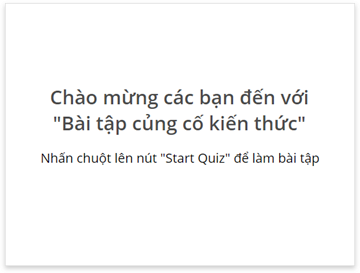 Chào mừng các bạn đến với
"Bài tập củng cố kiến thức"
Nhấn chuột lên nút "Start Quiz" để làm bài tập